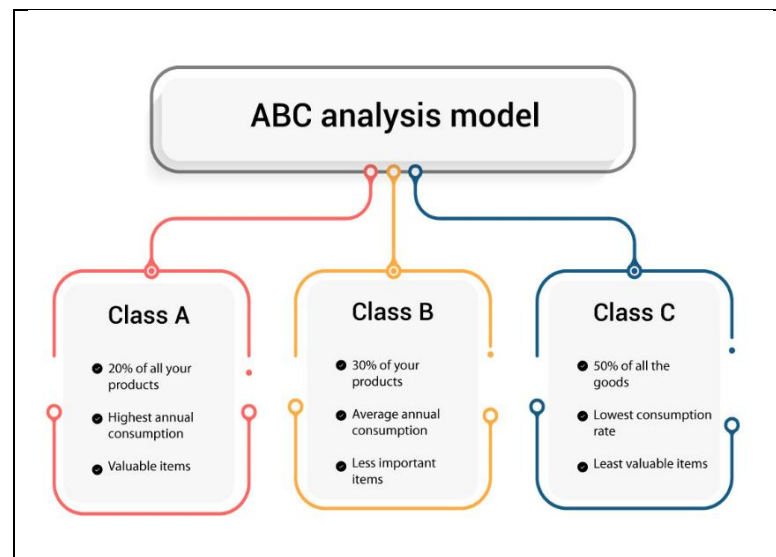 ABC analysis model
Class A
20% of all your
products
Highest annual
consumption
Valuable items
Class B
30% of your
products
Average annual
consumption
Less important
items
Class C
50% of all the
goods
Lowest consumption
rate
Least valuable items